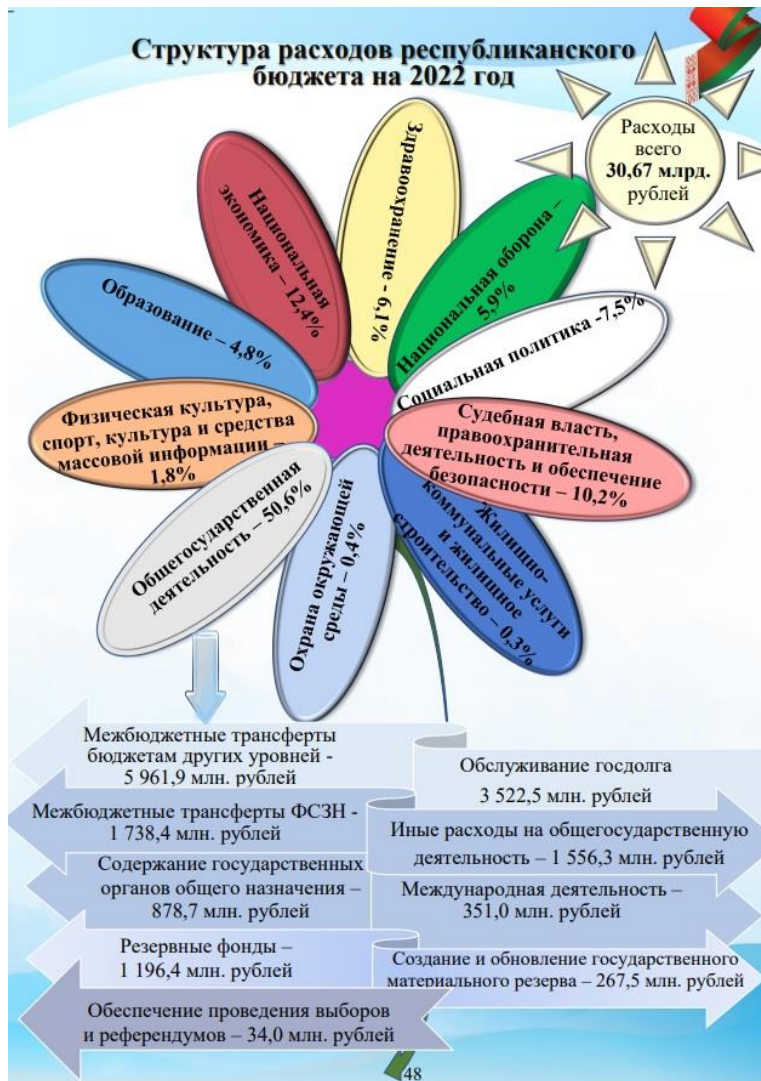 Структура расходов республиканского
бюджета на 2022 год
Расходы
всего
30,67 млрд.
рублей
Здравоохранение - 6,1%
Национальная
экономика – 12,4%
Национальная оборона –
5,9%
Образование – 4,8%
Социальная политика -7,5%
Физическая культура,
спорт, культура и средства
массовой информации –
1,8%
Судебная власть,
правоохранительная
деятельность и обеспечение
безопасности – 10,2%
Общегосударственная
деятельность – 50,6%
Охрана окружающей
среды – 0,4%
Жилищно-
коммунальные услуги
и жилищное
строительство – 0,3%
Межбюджетные трансферты
бюджетам других уровней -
5 961,9 млн. рублей
Обслуживание госдолга
3 522,5 млн. рублей
Межбюджетные трансферты ФСЗН -
1 738,4 млн. рублей
Иные расходы на общегосударственную
деятельность – 1 556,3 млн. рублей
Содержание государственных
органов общего назначения –
878,7 млн. рублей
Международная деятельность –
351,0 млн. рублей
Резервные фонды –
1 196,4 млн. рублей
Создание и обновление государственного
материального резерва – 267,5 млн. рублей
Обеспечение проведения выборов
и референдумов – 34,0 млн. рублей
48